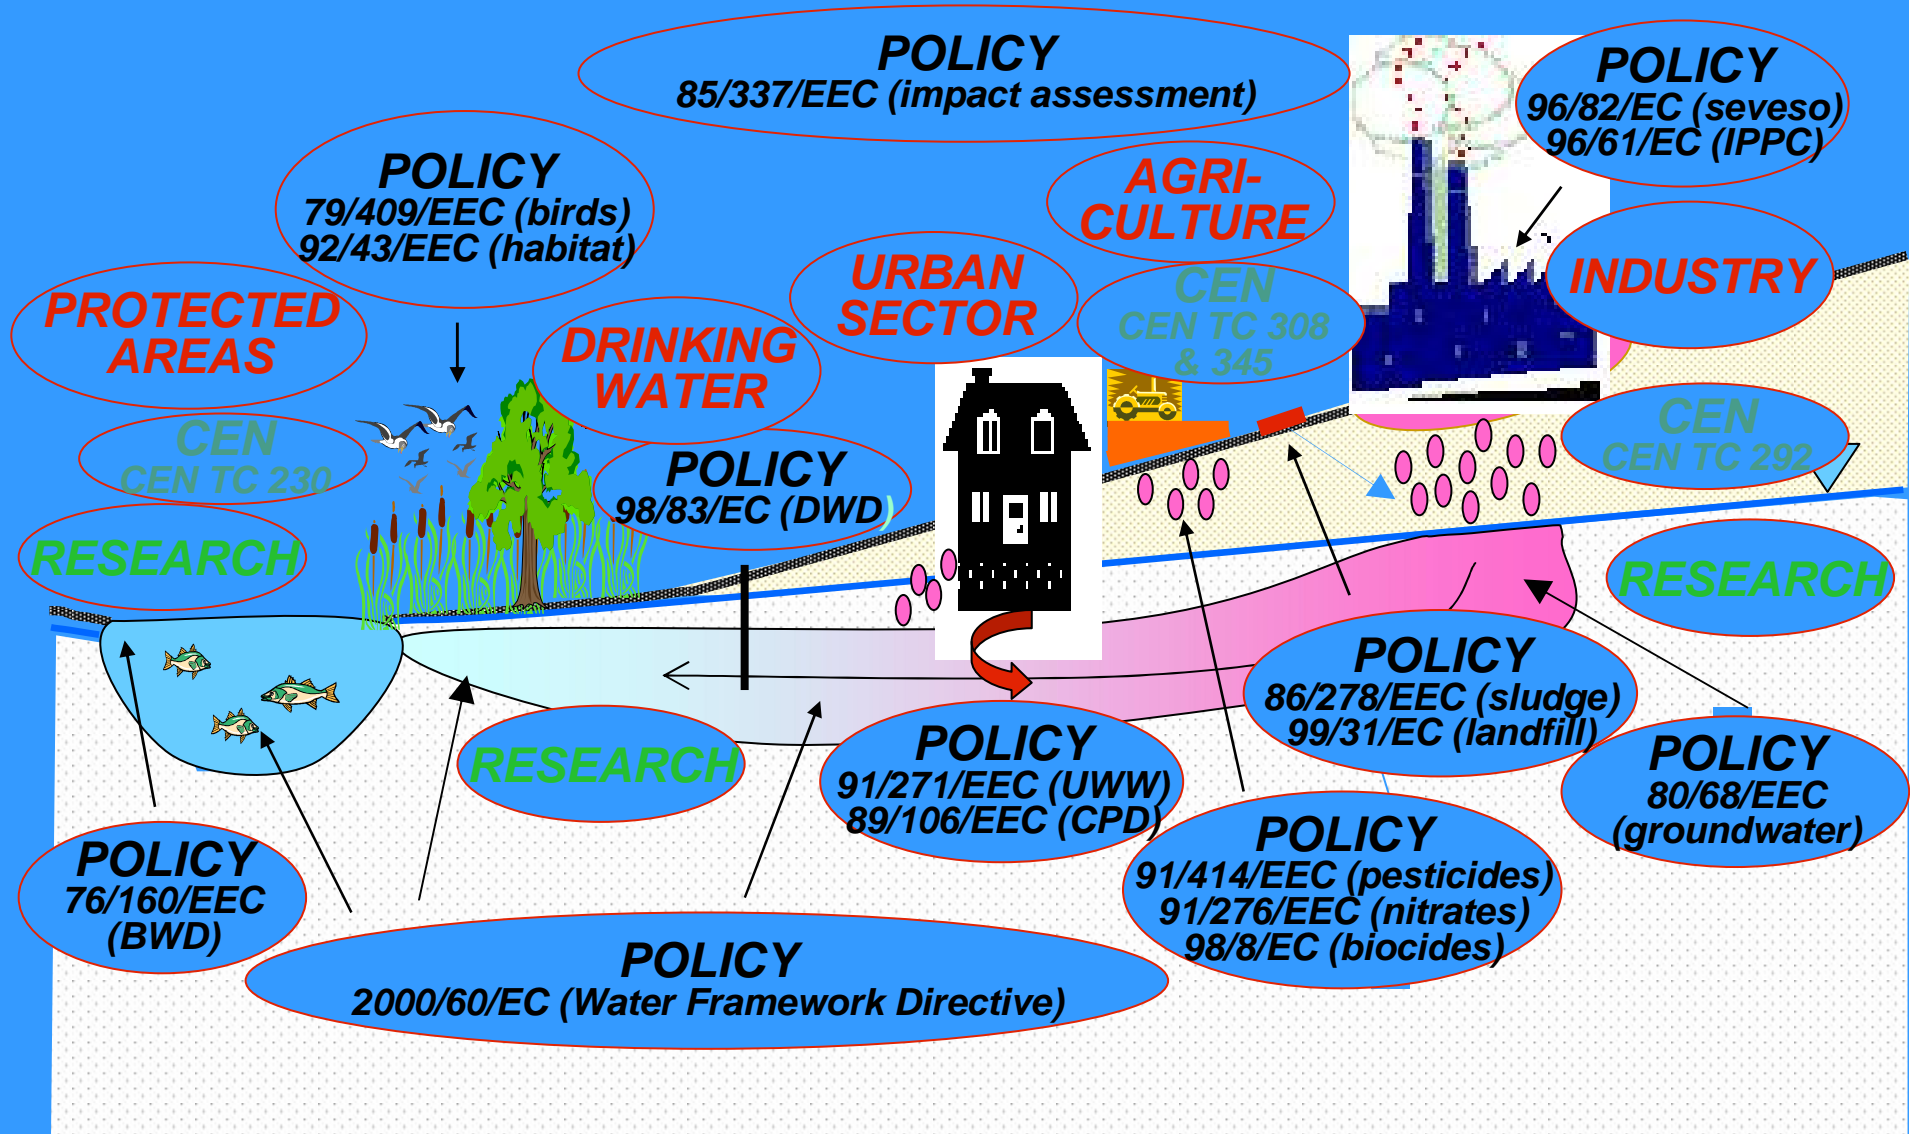 POLICY
85/337/EEC (impact assessment)
POLICY
96/82/EC (seveso)
96/61/EC (IPPC)
POLICY
79/409/EEC (birds)
92/43/EEC (habitat)
AGRI-
CULTURE
URBAN
SECTOR
INDUSTRY
PROTECTED
AREAS
DRINKING
WATER
CEN
CEN TC 308
& 345
CEN
CEN TC 230
POLICY
98/83/EC (DWD)
CEN
CEN TC 292
RESEARCH
RESEARCH
POLICY
86/278/EEC (sludge)
99/31/EC (landfill)
RESEARCH
POLICY
91/271/EEC (UWW)
89/106/EEC (CPD)
POLICY
80/68/EEC
(groundwater)
POLICY
76/160/EEC
(BWD)
POLICY
91/414/EEC (pesticides)
91/276/EEC (nitrates)
98/8/EC (biocides)
POLICY
2000/60/EC (Water Framework Directive)